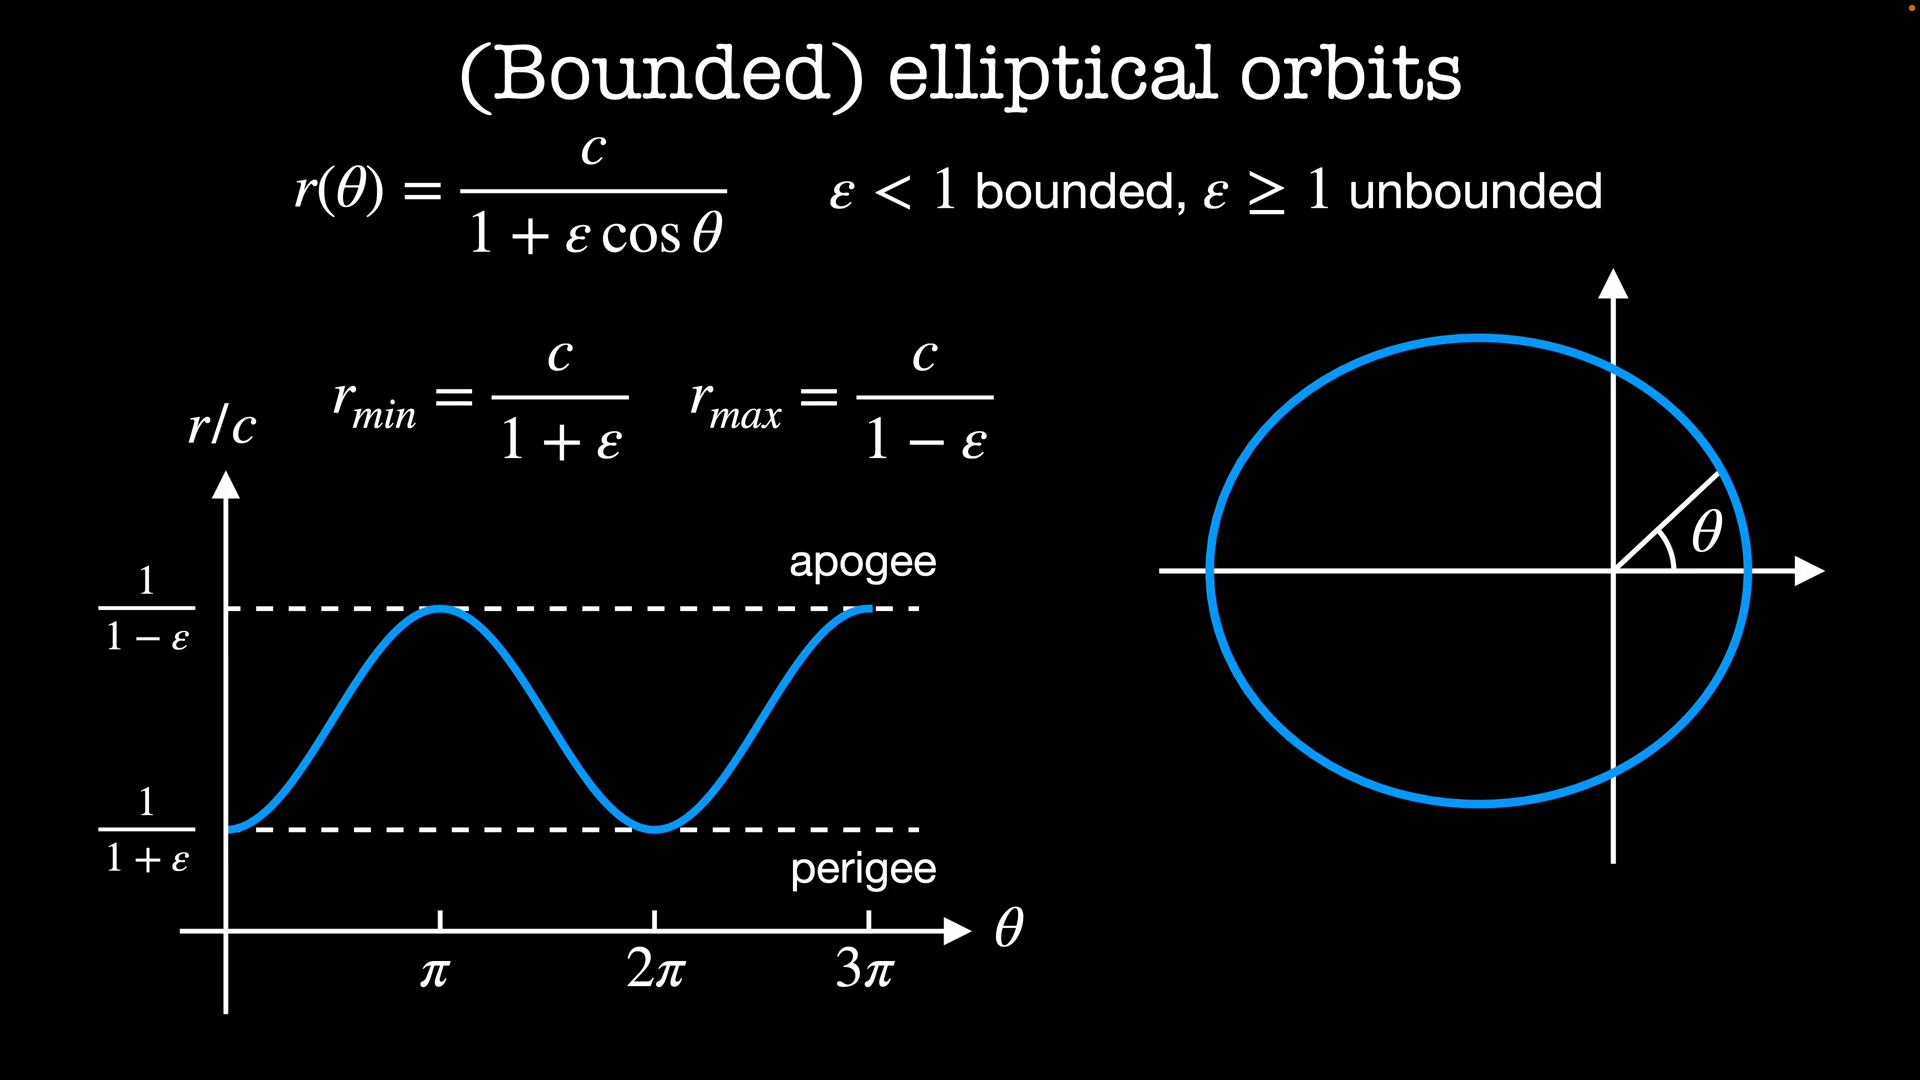 (Bounded) elliptical orbits
r(θ) = c / (1 + ε cos θ)
ε < 1 bounded, ε ≥ 1 unbounded
r_min = c / (1 + ε)
r_max = c / (1 − ε)
r/c
apogee
1 / (1 − ε)
1 / (1 + ε)
perigee
θ
π 2π 3π
θ